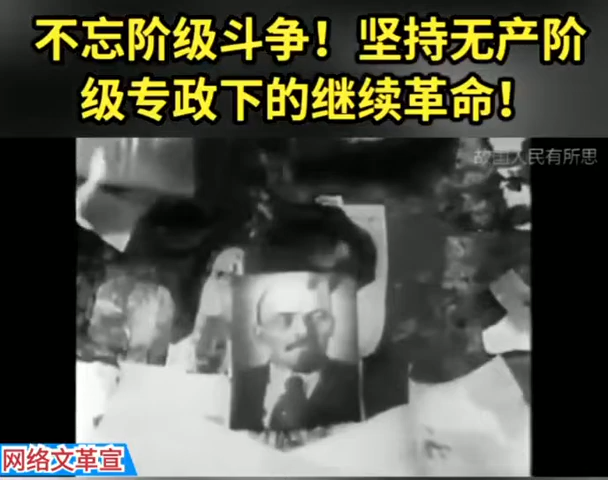 不忘阶级斗争！坚持无产阶
级专政下的继续革命！
故国人民有所思
网络文革宣